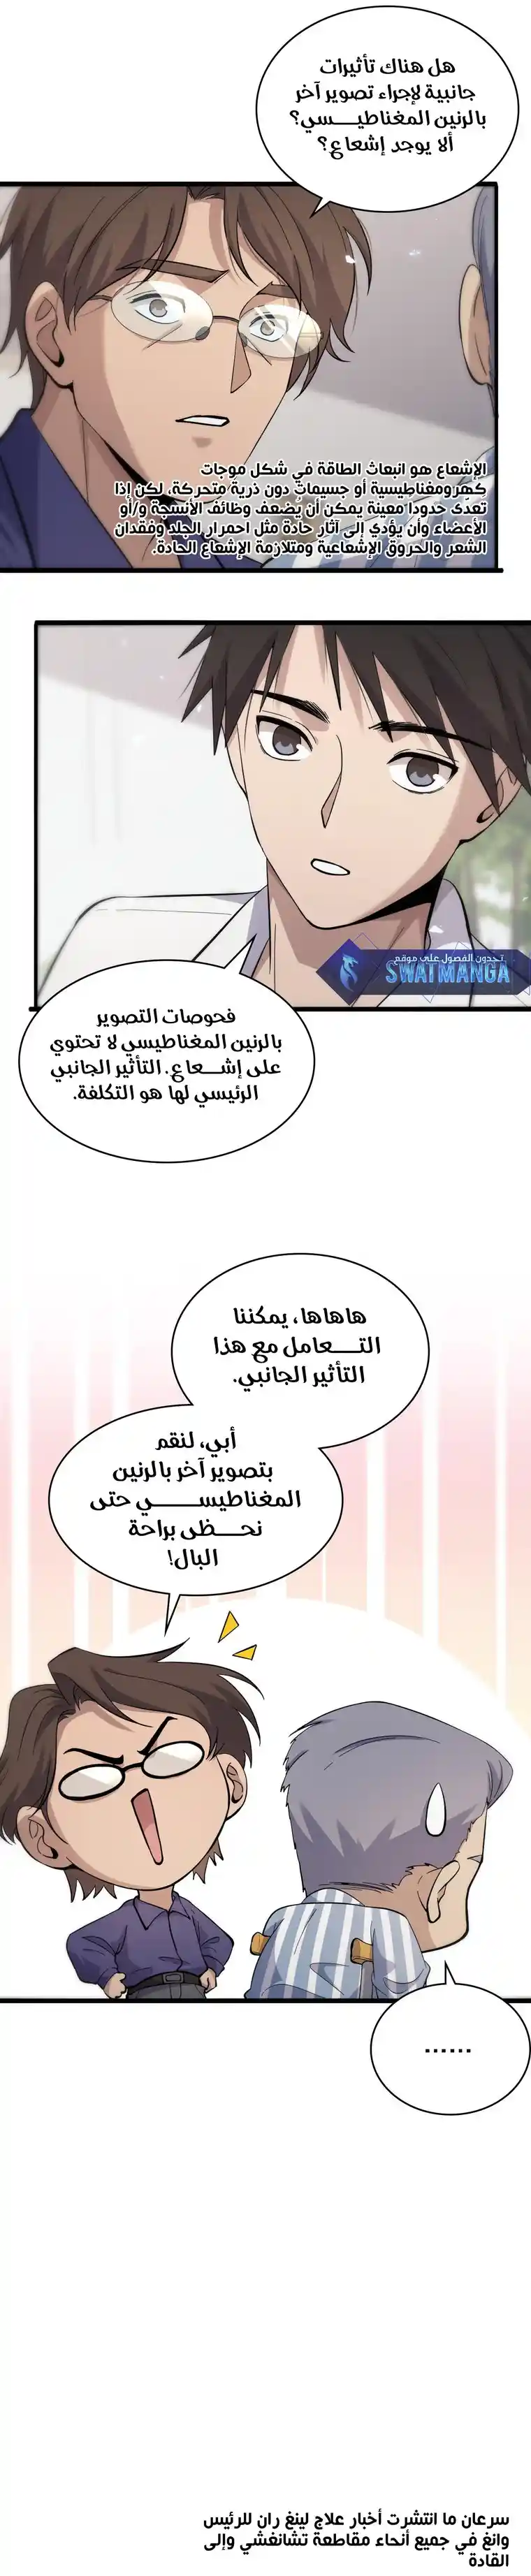 هل هناك تأثيرات
جانبية لإجراء تصوير آخر
بالرنين المغناطيـــسي؟
ألا يوجد إشعاع؟
الإشعاع هو انبعاث الطاقة في شكل موجات
كهرومغناطيسية أو جسيمات دون ذرية متحركة، لكن إذا
تعدى حدودا معينة يمكن أن يضعف وظائف الأنسجة و/أو
الأعضاء وأن يؤدي إلى آثار حادة مثل احمرار الجلد وفقدان
الشعر والحروق الإشعاعية ومتلازمة الإشعاع الحادة.
تجدون الفصول على موقع
SWATMANGA
فحوصات التصوير
بالرنين المغناطيسي لا تحتوي
على إشـــعاع. التأثير الجانبي
الرئيسي لها هو التكلفة.
هاهاها، يمكننا
التـــعامل مع هذا
التأثير الجانبي.
أبي، لنقم
بتصوير آخر بالرنين
المغناطيســـــي حتى
نحـــظى براحة
البال!
......
سرعان ما انتشرت أخبار علاج لينغ ران للرئيس
وانغ في جميع أنحاء مقاطعة تشانغشي وإلى
القادة